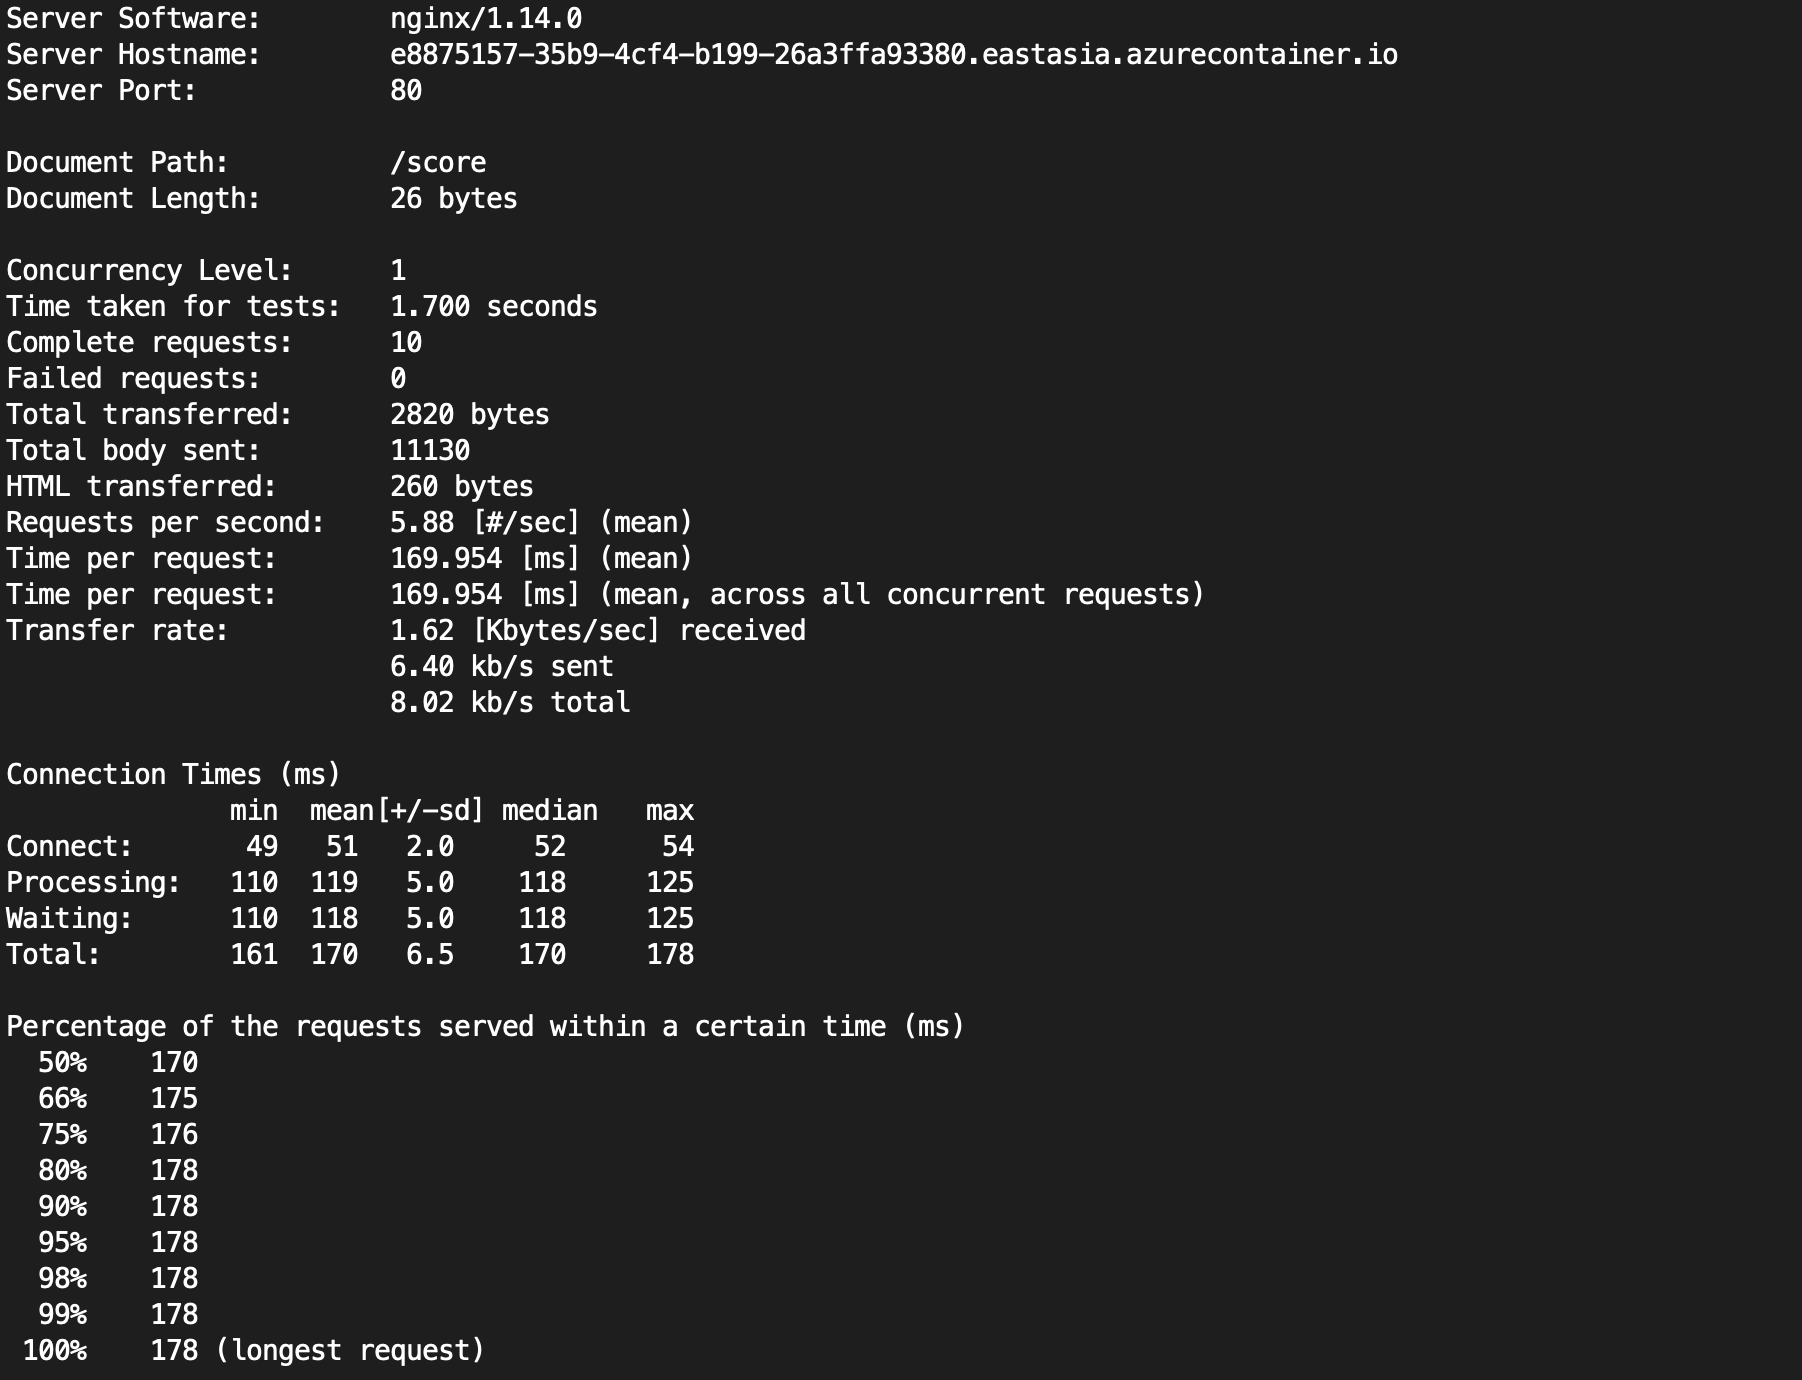 Server Software:        nginx/1.14.0
Server Hostname:        e8875157-35b9-4cf4-b199-26a3ffa93380.eastasia.azurecontainer.io
Server Port:            80

Document Path:          /score
Document Length:        26 bytes

Concurrency Level:      1
Time taken for tests:   1.700 seconds
Complete requests:      10
Failed requests:        0
Total transferred:      2820 bytes
Total body sent:        11130
HTML transferred:       260 bytes
Requests per second:    5.88 [#/sec] (mean)
Time per request:       169.954 [ms] (mean)
Time per request:       169.954 [ms] (mean, across all concurrent requests)
Transfer rate:          1.62 [Kbytes/sec] received
                        6.40 kb/s sent
                        8.02 kb/s total

Connection Times (ms)
              min  mean[+/-sd] median   max
Connect:       49   51   2.0     52      54
Processing:   110  119   5.0    118     125
Waiting:      110  118   5.0    118     125
Total:        161  170   6.5    170     178

Percentage of the requests served within a certain time (ms)
  50%    170
  66%    175
  75%    176
  80%    178
  90%    178
  95%    178
  98%    178
  99%    178
 100%    178 (longest request)